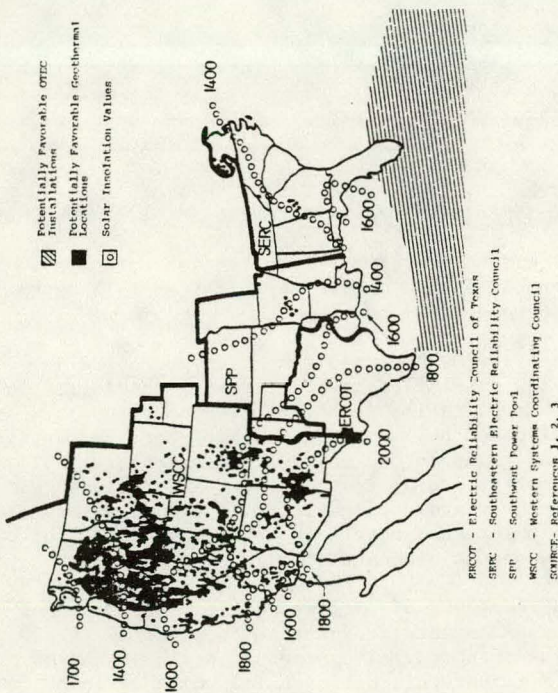 Potentially Favorable OTEC
Installations
Potentially Favorable Geothermal
Locations
Solar Insolation Values
1700
1400
1600
1800
1600
1800
WSCC
SPP
ERCOT
SERC
2000
1800
1600
1400
1600
1400
ERCOT - Electric Reliability Council of Texas
SERC - Southeastern Electric Reliability Council
SPP - Southwest Power Pool
WSCC - Western Systems Coordinating Council
SOURCE- References 1, 2, 3